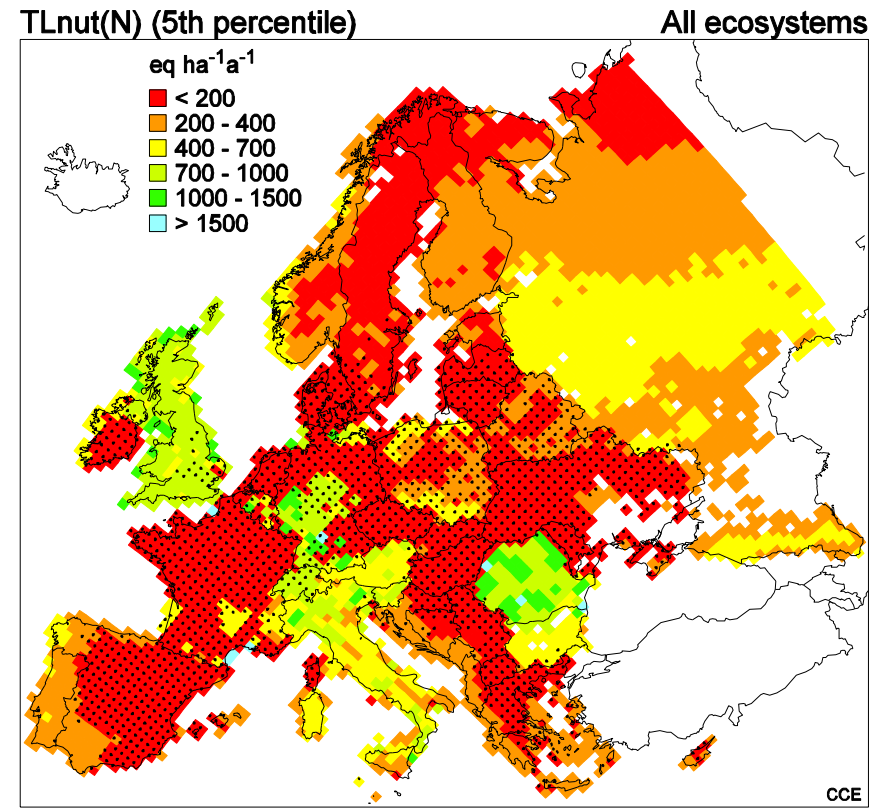 TLnut(N) (5th percentile) All ecosystems
eq ha-1a-1
< 200
200 - 400
400 - 700
700 - 1000
1000 - 1500
> 1500
CCE